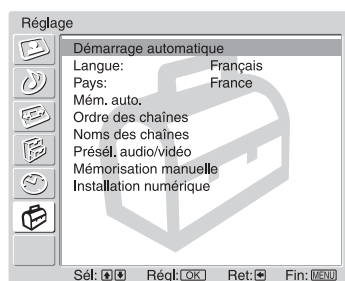 Réglage
Démarrage automatique
Langue: Français
Pays: France
Mém. auto.
Ordre des chaînes
Noms des chaînes
Présél. audio/vidéo
Mémorisation manuelle
Installation numérique
Sél: Régl: OK Ret: Fin: MENU